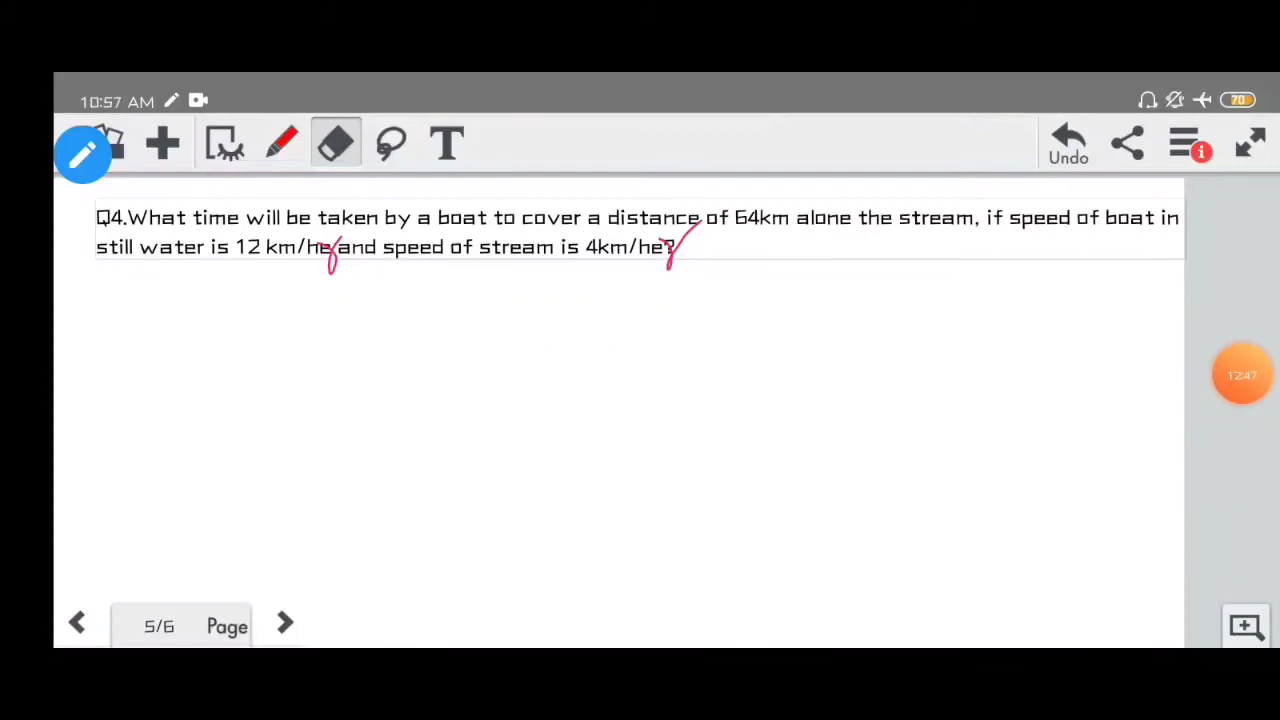 10:57 AM
70
T
Undo
i
Q4.What time will be taken by a boat to cover a distance of 64km alone the stream, if speed of boat in
still water is 12 km/he and speed of stream is 4km/he?
12:47
5/6 Page